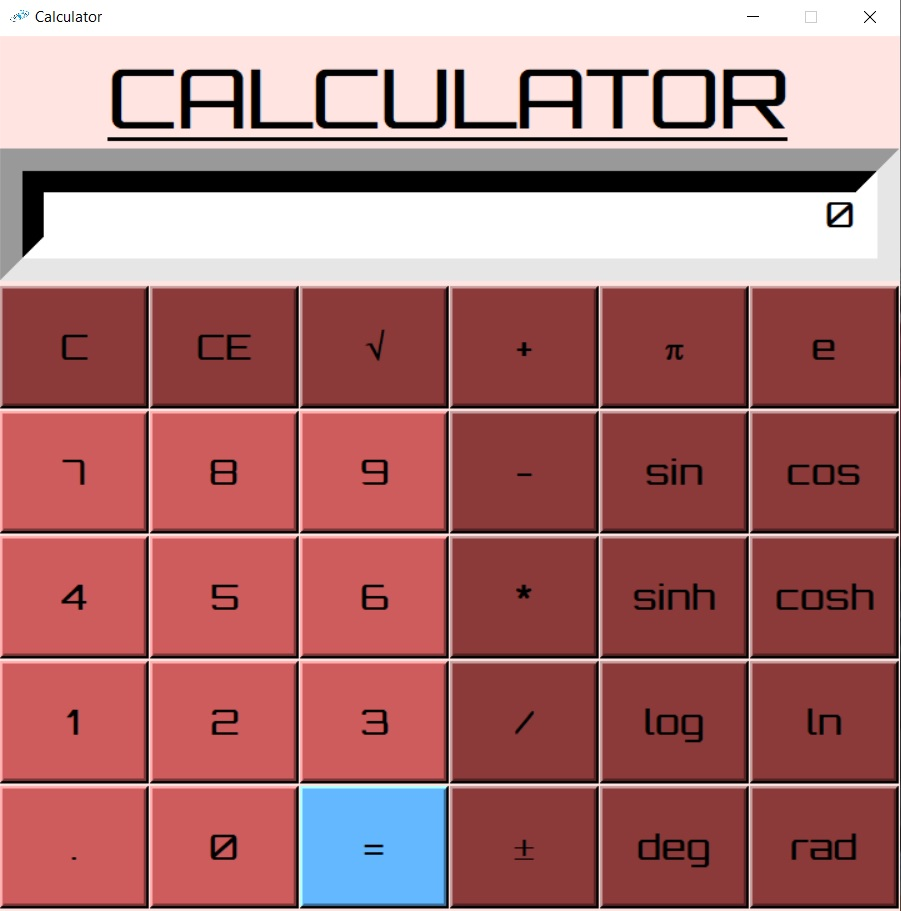 Calculator
CALCULATOR
0
C CE √ + π e
7 8 9 - sin cos
4 5 6 * sinh cosh
1 2 3 / log ln
. 0 = ± deg rad